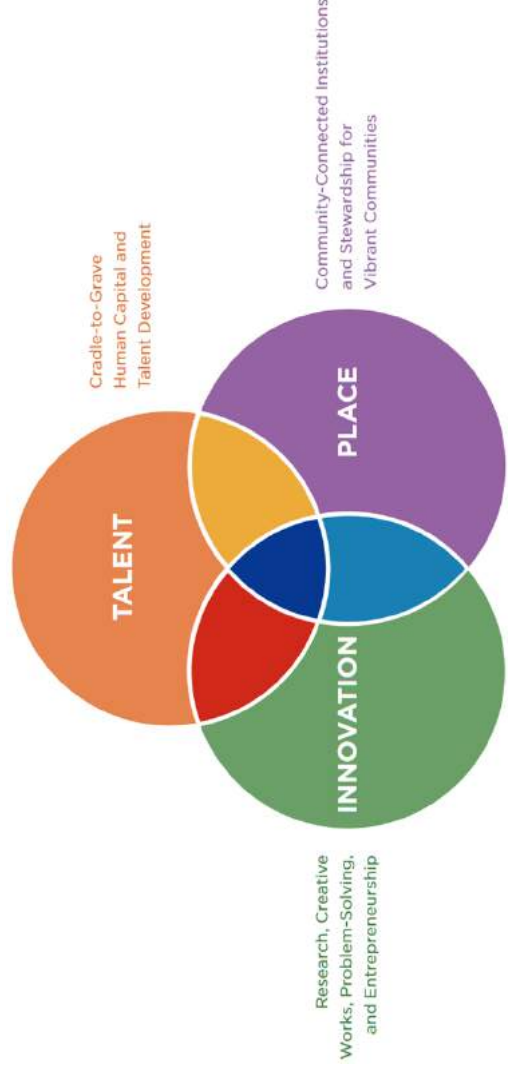 Cradle-to-Grave
Human Capital and
Talent Development
TALENT
INNOVATION
PLACE
Research, Creative
Works, Problem-Solving,
and Entrepreneurship
Community-Connected Institutions
and Stewardship for
Vibrant Communities